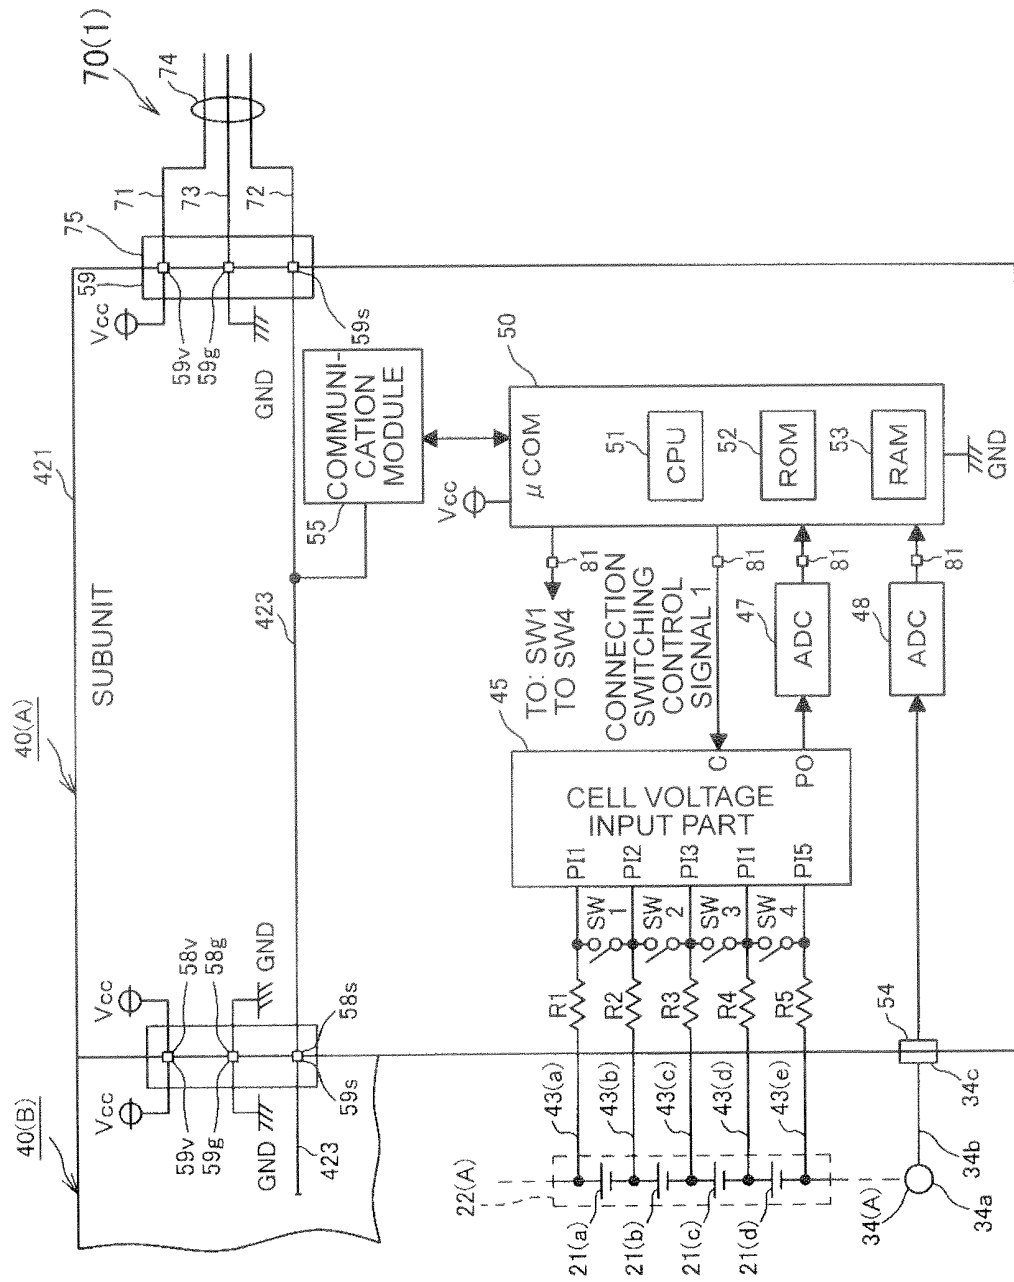 40(B)
40(A)
421
70(1)
SUBUNIT
Vcc
Vcc
Vcc
59
75
71
74
59v
58v
59v
73
59g
58g
59g
72
GND
GND
GND
423
59s
58s
423
59s
55
COMMUNI-
CATION
MODULE
22(A)
43(a)
R1
SW
1
PI1
21(a)
43(b)
R2
SW
2
PI2
21(b)
43(c)
R3
SW
3
PI3
21(c)
43(d)
R4
SW
4
PI1
21(d)
43(e)
R5
PI5
45
CELL VOLTAGE
INPUT PART
C
PO
TO: SW1
TO SW4
81
CONNECTION
SWITCHING
CONTROL
SIGNAL 1
81
Vcc
μCOM
50
51
CPU
52
ROM
53
RAM
GND
47
ADC
81
48
ADC
81
54
34c
34b
34(A)
34a